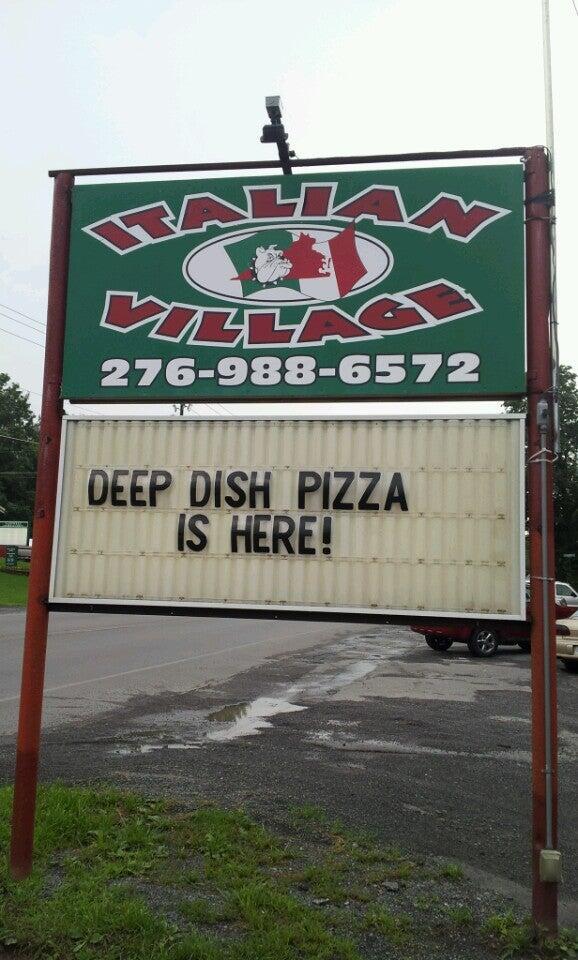 ITALIAN
VILLAGE
276-988-6572
DEEP DISH PIZZA
IS HERE!